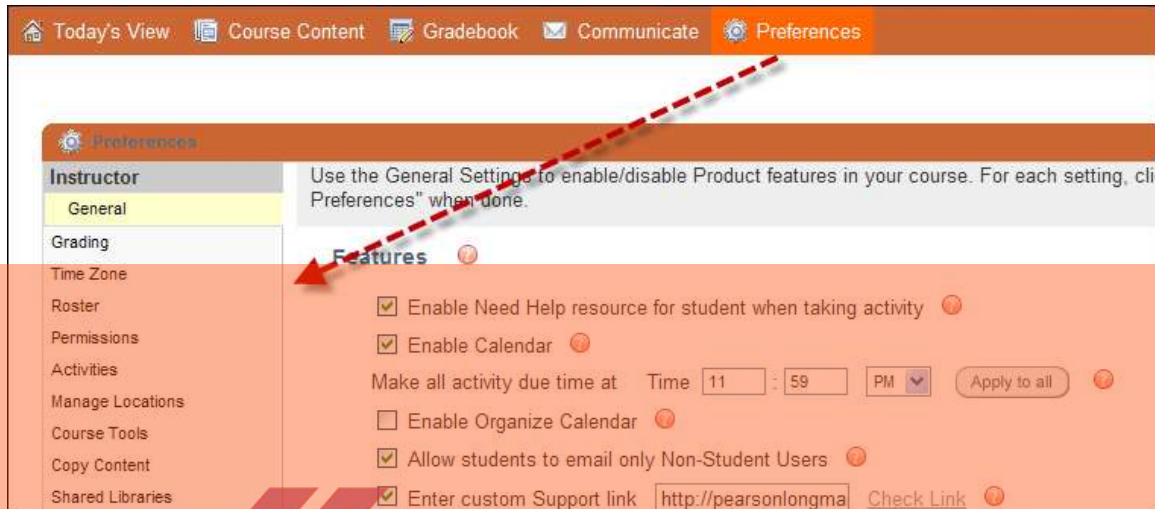 Today's View Course Content Gradebook Communicate Preferences
Preferences
Instructor
General
Grading
Time Zone
Roster
Permissions
Activities
Manage Locations
Course Tools
Copy Content
Shared Libraries
Use the General Settings to enable/disable Product features in your course. For each setting, cli
Preferences" when done.
Features
Enable Need Help resource for student when taking activity
Enable Calendar
Make all activity due time at Time 11 : 59 PM Apply to all
Enable Organize Calendar
Allow students to email only Non-Student Users
Enter custom Support link http://pearsonlongma Check Link